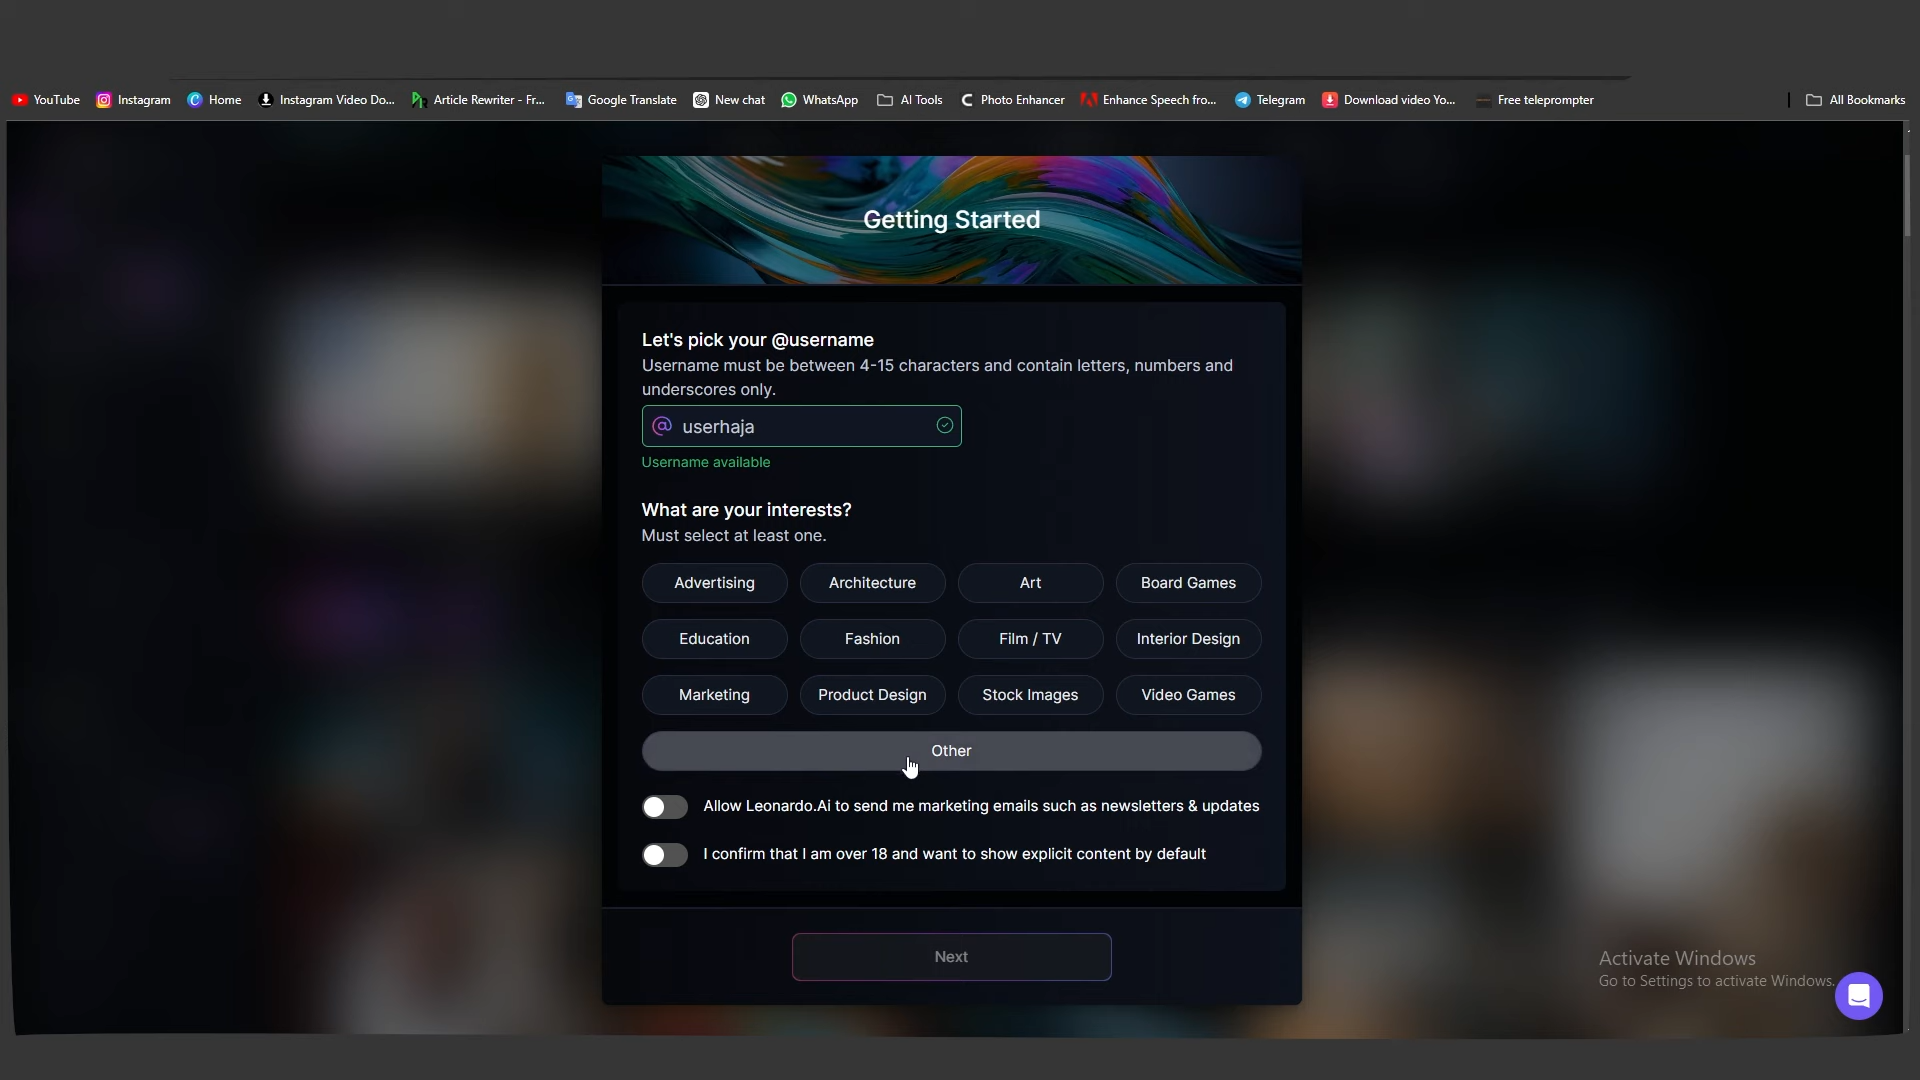 YouTube Instagram Home Instagram Video Do... Article Rewriter - Fr... Google Translate New chat WhatsApp AI Tools Photo Enhancer Enhance Speech fro... Telegram Download video Yo... Free teleprompter All Bookmarks
Getting Started
Let's pick your @username
Username must be between 4-15 characters and contain letters, numbers and
underscores only.
@ userhaja
Username available
What are your interests?
Must select at least one.
Advertising Architecture Art Board Games
Education Fashion Film / TV Interior Design
Marketing Product Design Stock Images Video Games
Other
Allow Leonardo.Ai to send me marketing emails such as newsletters & updates
I confirm that I am over 18 and want to show explicit content by default
Next
Activate Windows
Go to Settings to activate Windows.